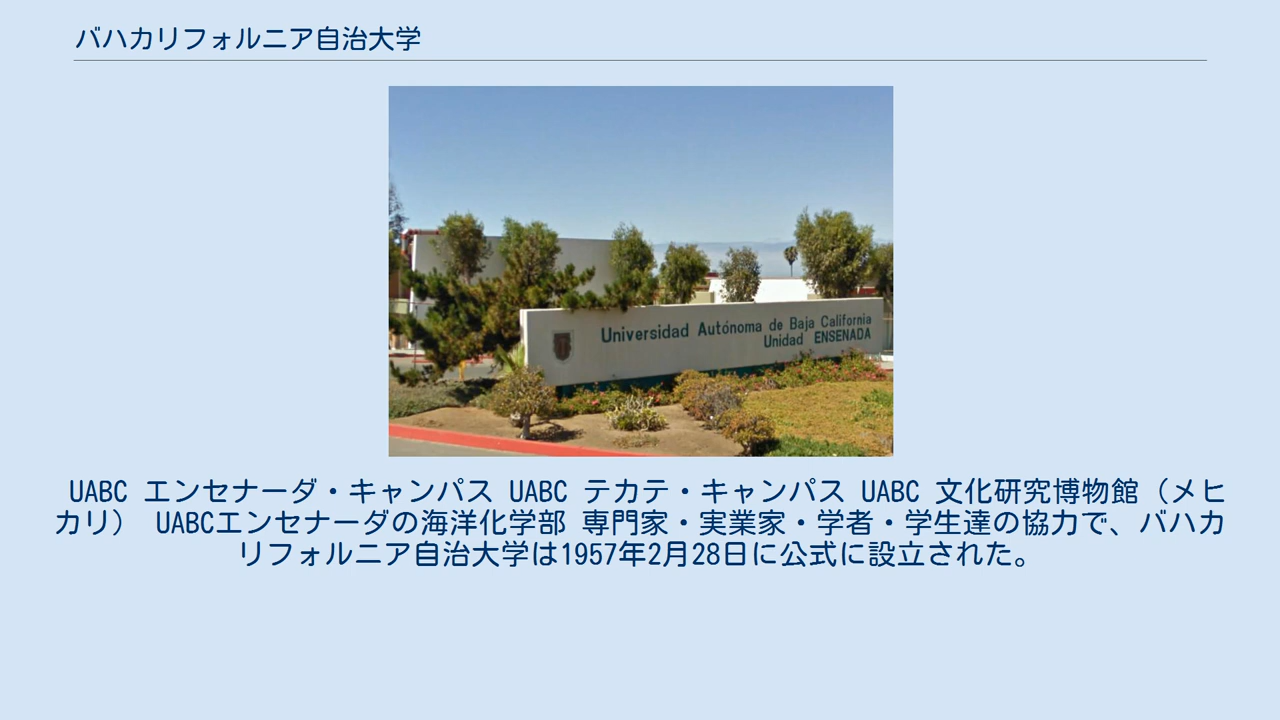 バハカリフォルニア自治大学
Universidad Autónoma de Baja California
Unidad ENSENADA
UABC エンセナーダ・キャンパス UABC テカテ・キャンパス UABC 文化研究博物館（メヒ
カリ） UABCエンセナーダの海洋化学部 専門家・実業家・学者・学生達の協力で、バハカ
リフォルニア自治大学は1957年2月28日に公式に設立された。